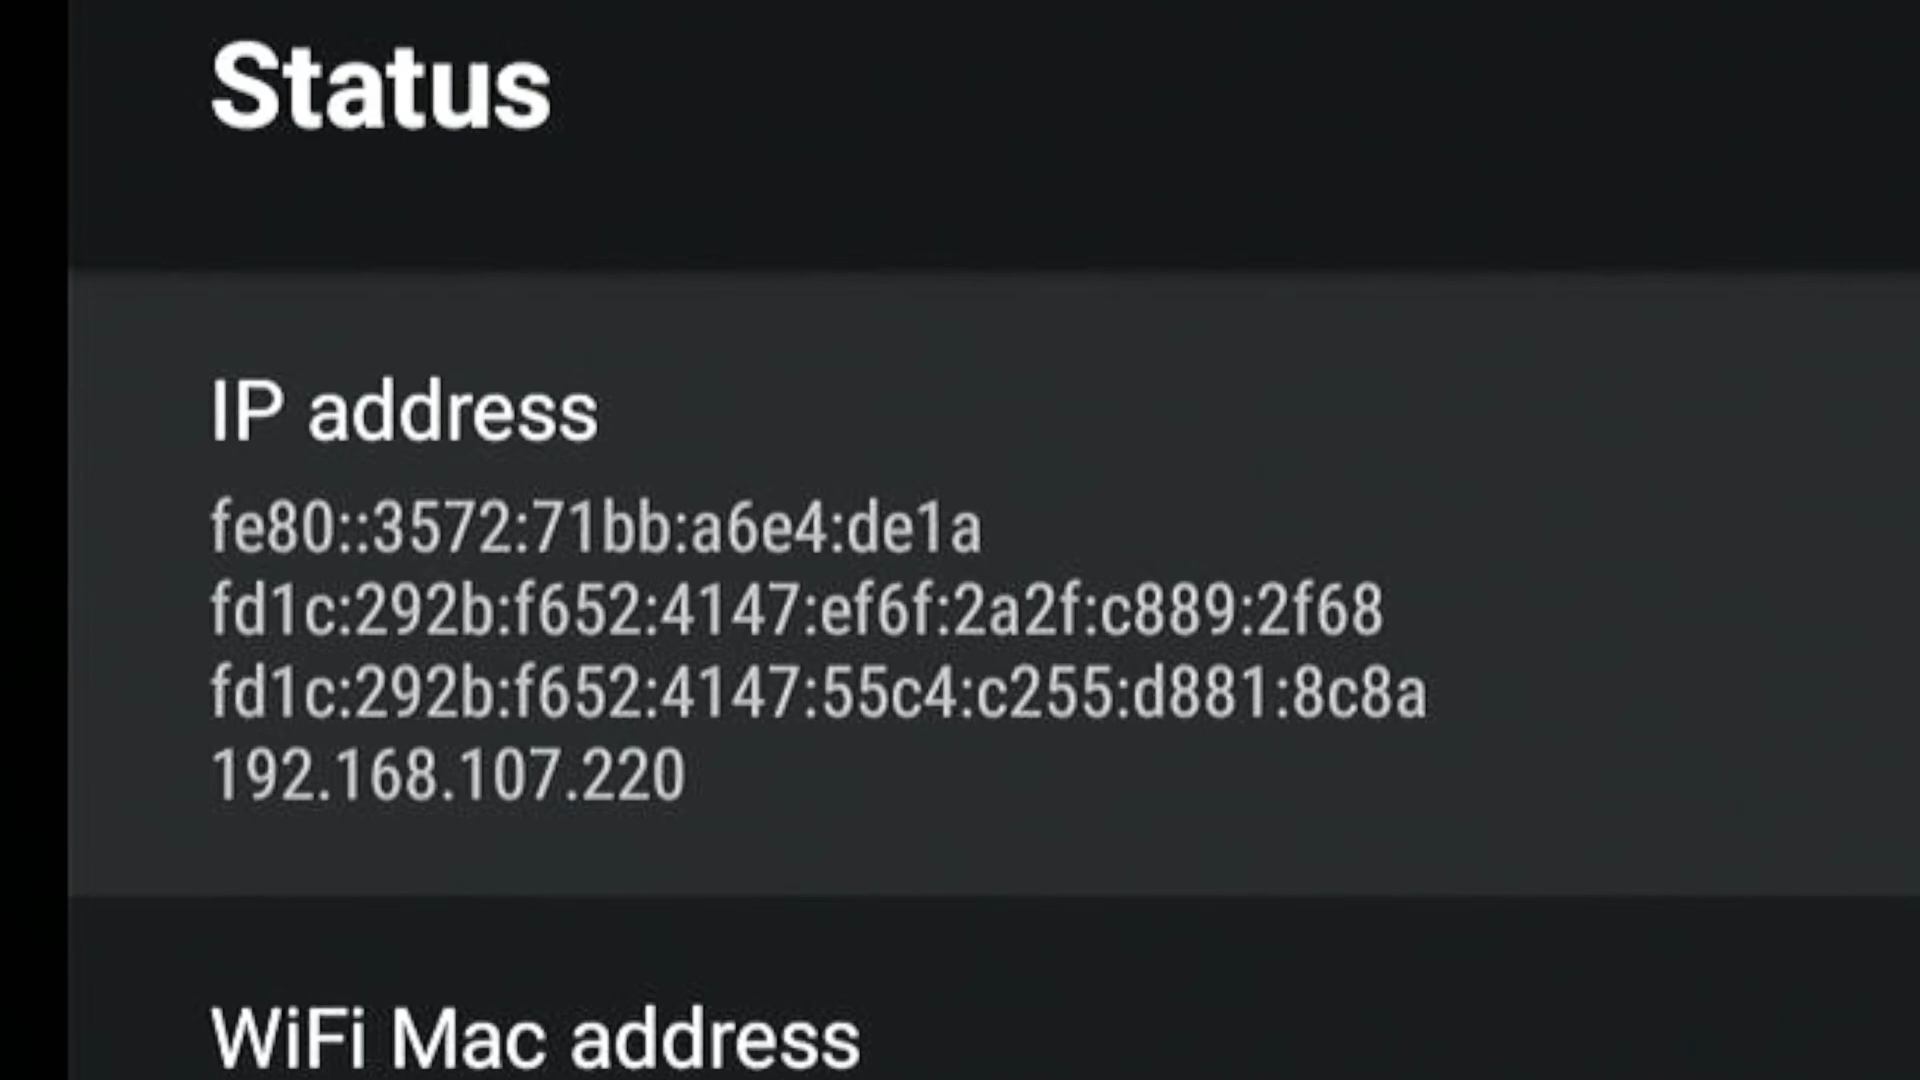 Status
IP address
fe80::3572:71bb:a6e4:de1a
fd1c:292b:f652:4147:ef6f:2a2f:c889:2f68
fd1c:292b:f652:4147:55c4:c255:d881:8c8a
192.168.107.220
WiFi Mac address